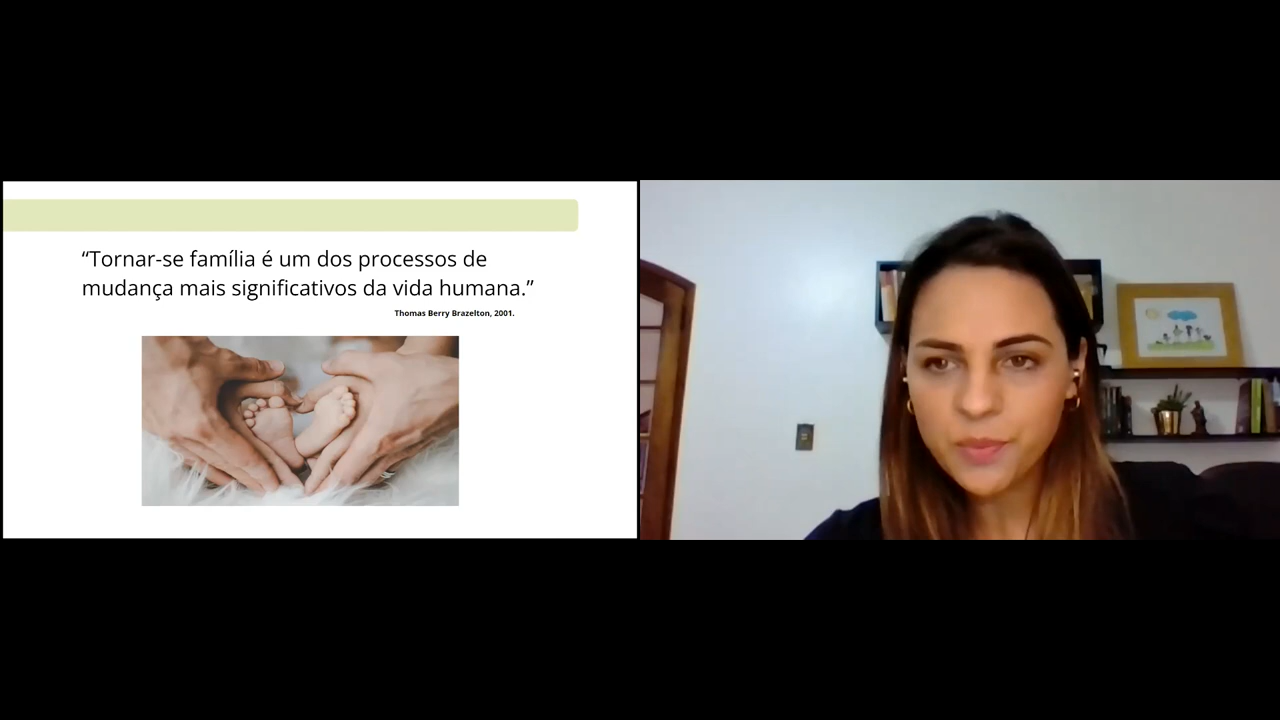 “Tornar-se família é um dos processos de
mudança mais significativos da vida humana.”
Thomas Berry Brazelton, 2001.